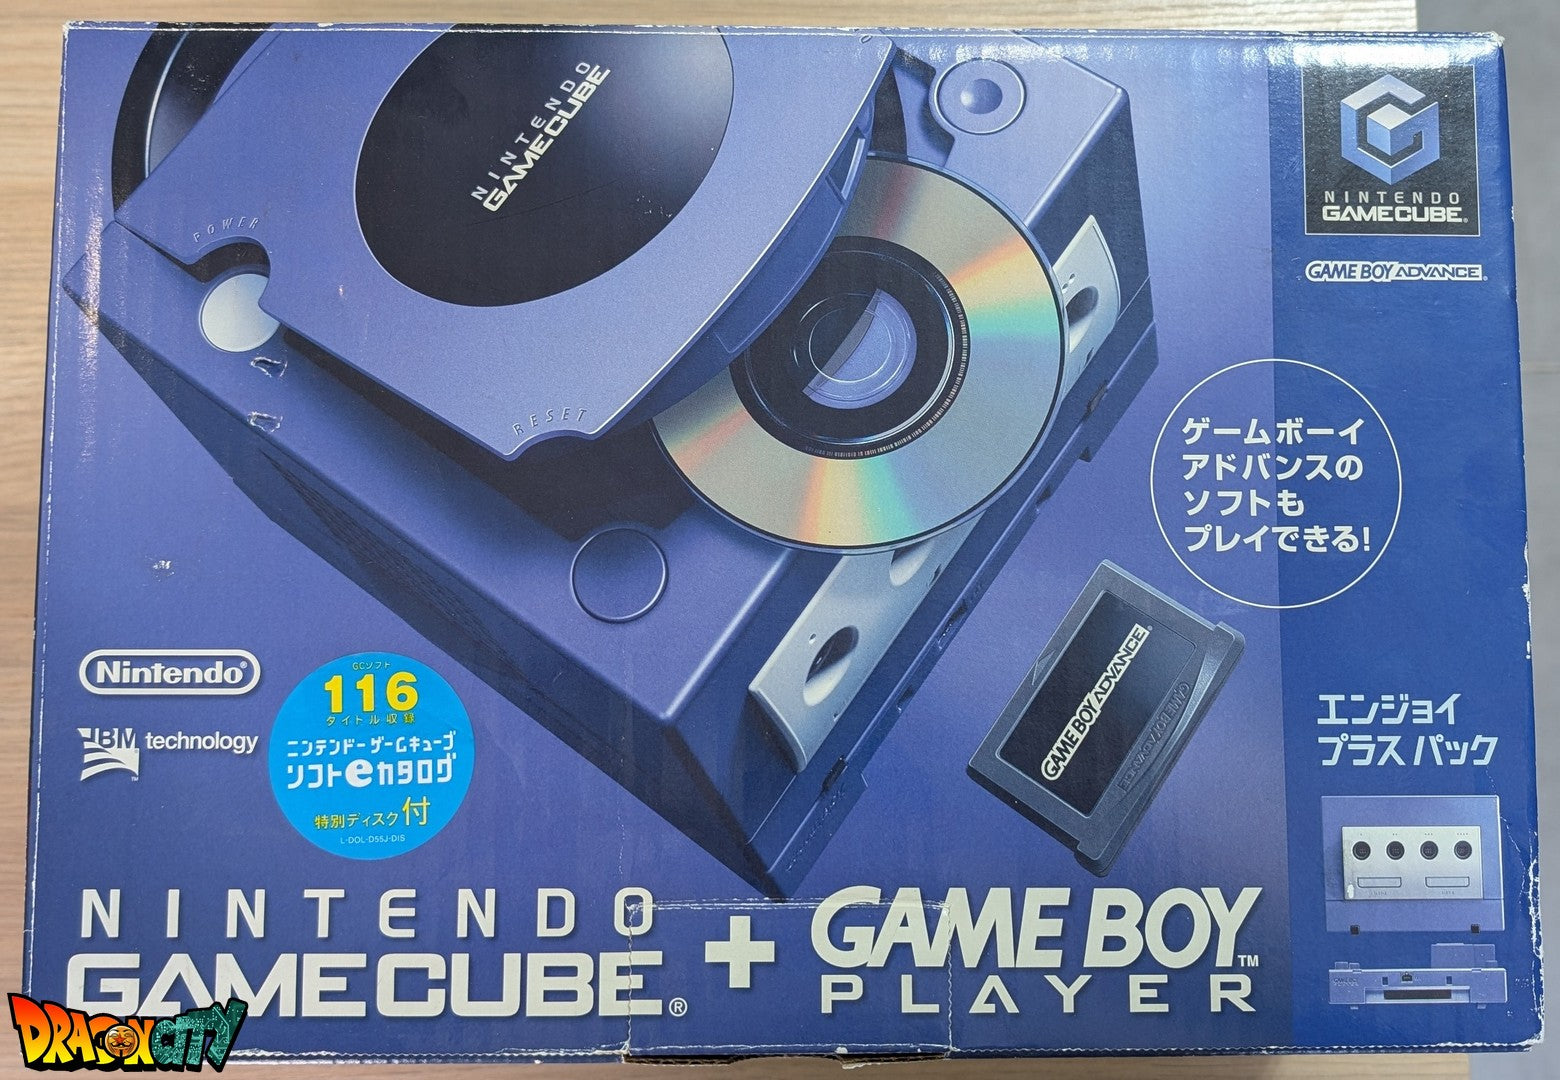 NINTENDO
GAMECUBE
POWER
RESET
NINTENDO
GAMECUBE®
GAME BOY ADVANCE®
ゲームボーイ
アドバンスの
ソフトも
プレイできる!
GAME BOY ADVANCE®
GAME BOY ADVANCE
Nintendo®
IBM technology
TM
GCソフト
116
タイトル収録
ニンテンドーゲームキューブ
ソフトeカタログ
特別ディスク付
L-DOL-D55J-DIS
エンジョイ
プラスパック
NINTENDO
GAMECUBE®
+
GAME BOY™
PLAYER
DRAGON CITY